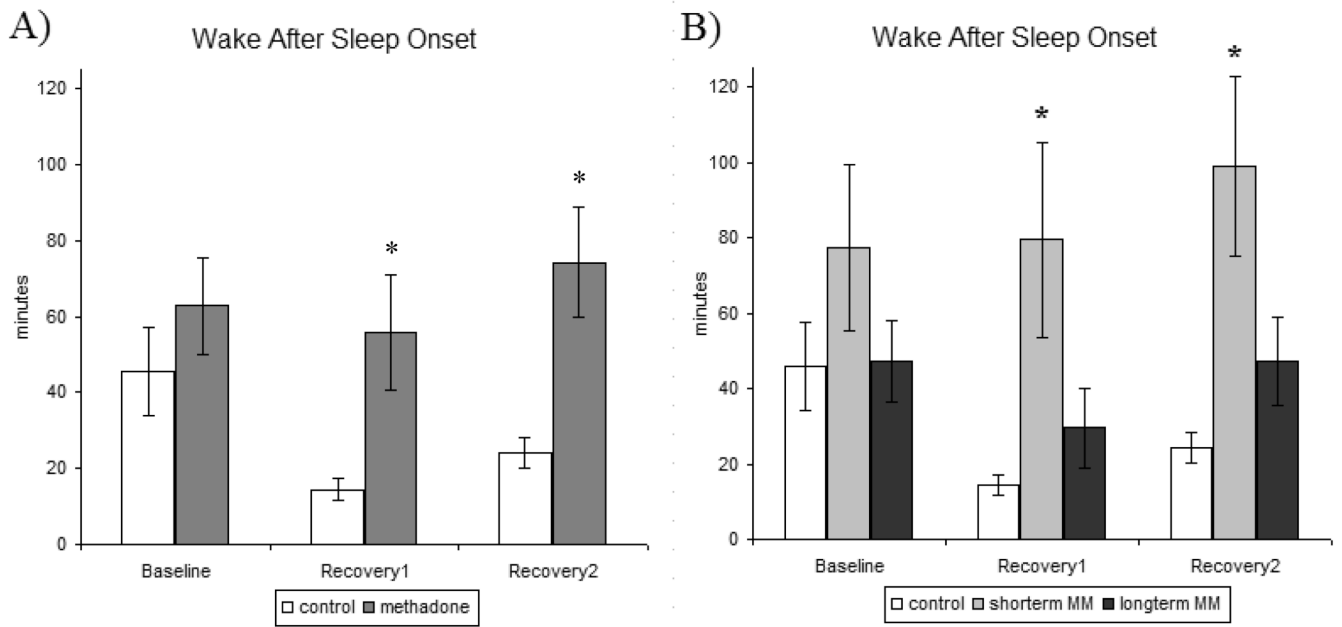 A)
Wake After Sleep Onset
120
100
80
60
40
20
0
minutes
*
*
Baseline Recovery1 Recovery2
control methadone
B)
Wake After Sleep Onset
120
100
80
60
40
20
0
minutes
*
*
Baseline Recovery1 Recovery2
control shorterm MM longterm MM